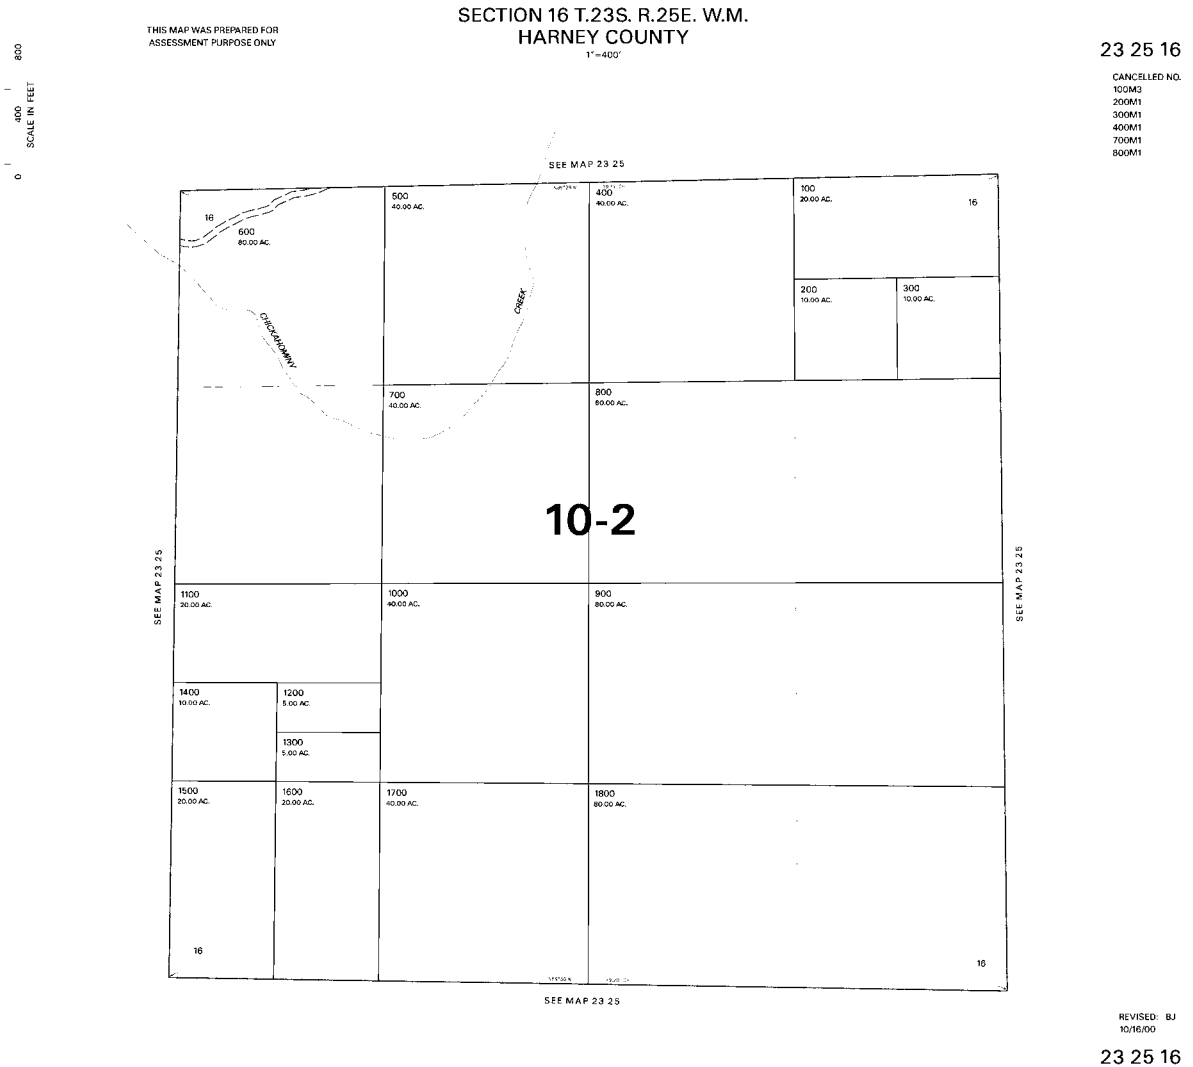 SECTION 16 T.23S. R.25E. W.M.
HARNEY COUNTY
1"=400'
THIS MAP WAS PREPARED FOR
ASSESSMENT PURPOSE ONLY
23 25 16
CANCELLED NO.
100M3
200M1
300M1
400M1
700M1
800M1
0 400 800
SCALE IN FEET
SEE MAP 23 25
16
600
80.00 AC.
500
40.00 AC.
400
40.00 AC.
100
20.00 AC.
16
200
10.00 AC.
300
10.00 AC.
CHICKAHOMINY
CREEK
700
40.00 AC.
800
80.00 AC.
10-2
SEE MAP 23 25
SEE MAP 23 25
1100
20.00 AC.
1000
40.00 AC.
900
80.00 AC.
1400
10.00 AC.
1200
5.00 AC.
1300
5.00 AC.
1500
20.00 AC.
1600
20.00 AC.
1700
40.00 AC.
1800
80.00 AC.
16
16
SEE MAP 23 25
REVISED: BJ
10/16/00
23 25 16